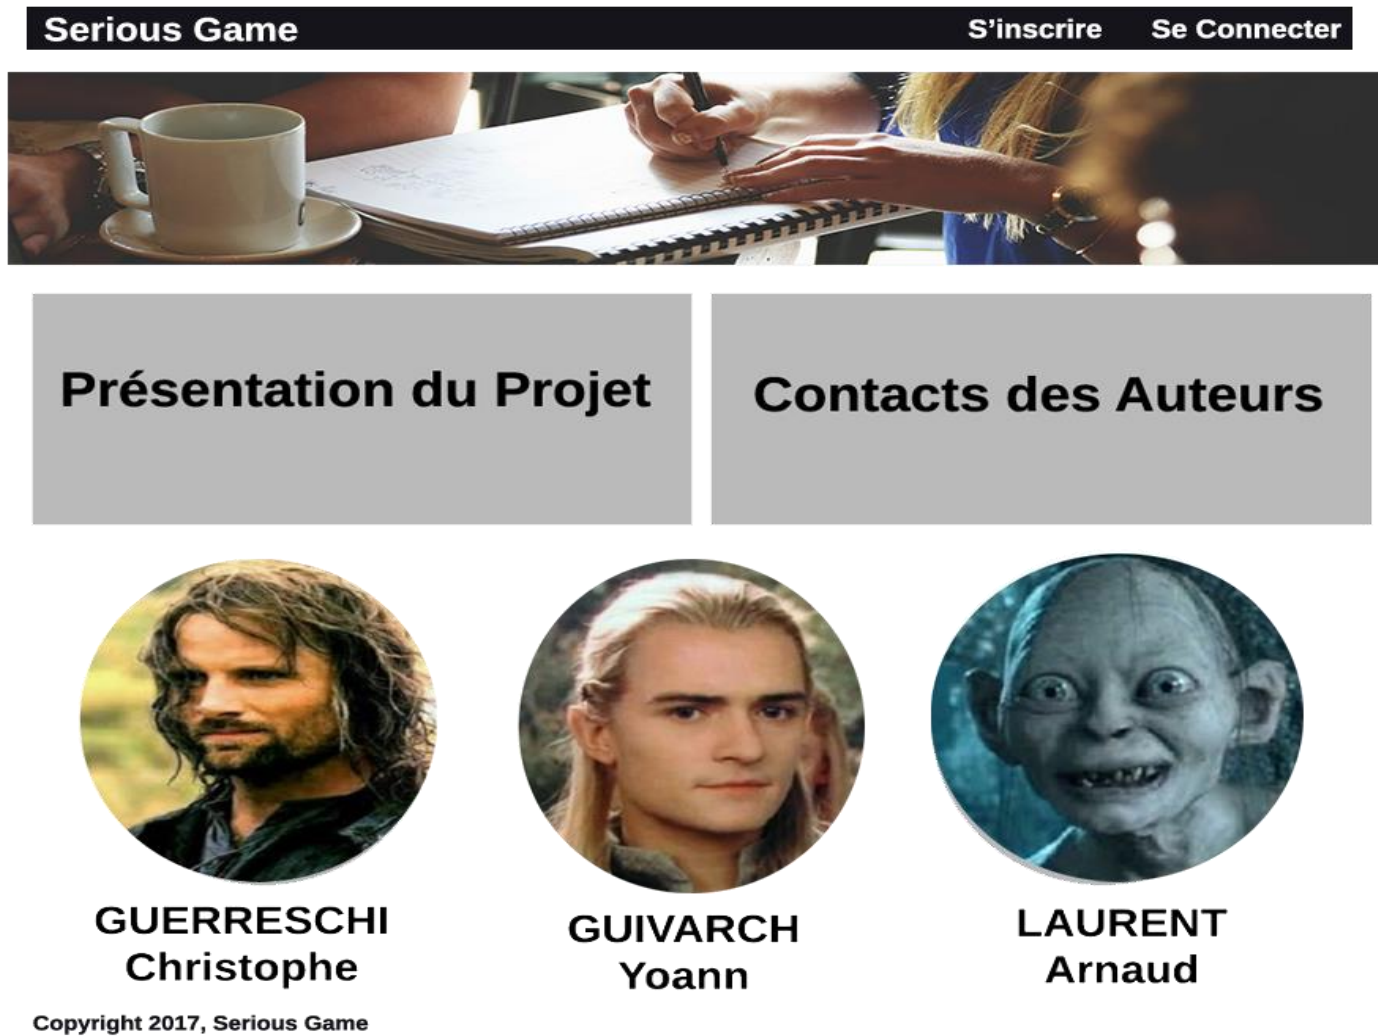 Serious Game S’inscrire Se Connecter
Présentation du Projet
Contacts des Auteurs
GUERRESCHI
Christophe
GUIVARCH
Yoann
LAURENT
Arnaud
Copyright 2017, Serious Game